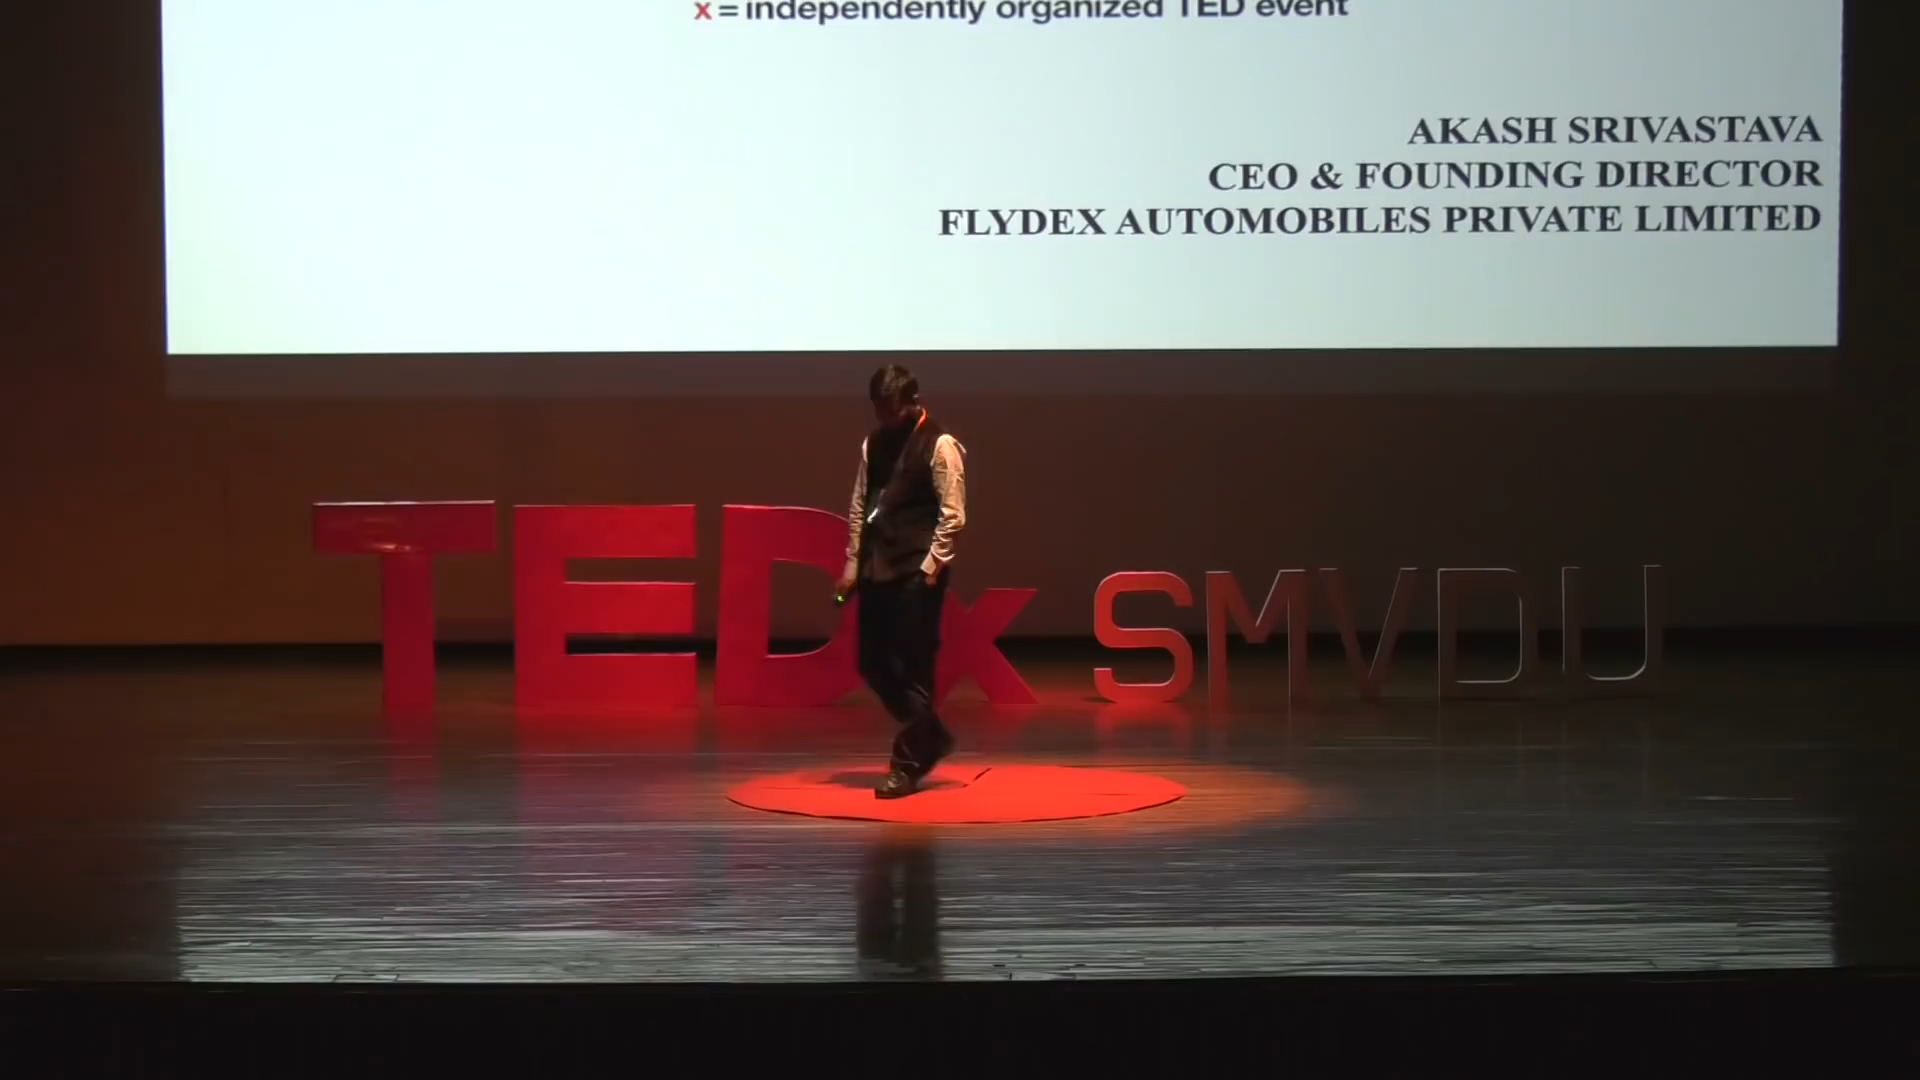 x = independently organized TED event
AKASH SRIVASTAVA
CEO & FOUNDING DIRECTOR
FLYDEX AUTOMOBILES PRIVATE LIMITED
TEDx SMVDU